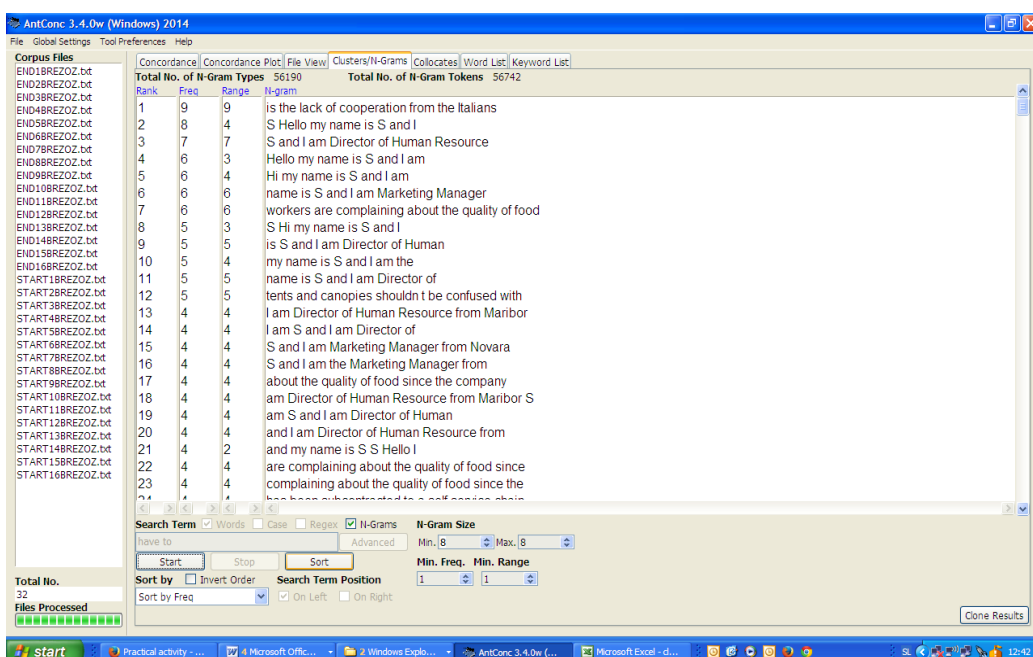 AntConc 3.4.0w (Windows) 2014
File Global Settings Tool Preferences Help
Corpus Files
END1BREZOZ.txt
END2BREZOZ.txt
END3BREZOZ.txt
END4BREZOZ.txt
END5BREZOZ.txt
END6BREZOZ.txt
END7BREZOZ.txt
END8BREZOZ.txt
END9BREZOZ.txt
END10BREZOZ.txt
END11BREZOZ.txt
END12BREZOZ.txt
END13BREZOZ.txt
END14BREZOZ.txt
END15BREZOZ.txt
END16BREZOZ.txt
START1BREZOZ.txt
START2BREZOZ.txt
START3BREZOZ.txt
START4BREZOZ.txt
START5BREZOZ.txt
START6BREZOZ.txt
START7BREZOZ.txt
START8BREZOZ.txt
START9BREZOZ.txt
START10BREZOZ.txt
START11BREZOZ.txt
START12BREZOZ.txt
START13BREZOZ.txt
START14BREZOZ.txt
START15BREZOZ.txt
START16BREZOZ.txt
Total No.
32
Files Processed
Concordance Concordance Plot File View Clusters/N-Grams Collocates Word List Keyword List
Total No. of N-Gram Types 56190 Total No. of N-Gram Tokens 56742
Rank Freq Range N-gram
1 9 9 is the lack of cooperation from the Italians
2 8 4 S Hello my name is S and I
3 7 7 S and I am Director of Human Resource
4 6 3 Hello my name is S and I am
5 6 4 Hi my name is S and I am
6 6 6 name is S and I am Marketing Manager
7 6 6 workers are complaining about the quality of food
8 5 3 S Hi my name is S and I
9 5 5 is S and I am Director of Human
10 5 4 my name is S and I am the
11 5 5 name is S and I am Director of
12 5 5 tents and canopies shouldn t be confused with
13 4 4 I am Director of Human Resource from Maribor
14 4 4 I am S and I am Director of
15 4 4 S and I am Marketing Manager from Novara
16 4 4 S and I am the Marketing Manager from
17 4 4 about the quality of food since the company
18 4 4 am Director of Human Resource from Maribor S
19 4 4 am S and I am Director of Human
20 4 4 and I am Director of Human Resource from
21 4 2 and my name is S S Hello I
22 4 4 are complaining about the quality of food since
23 4 4 complaining about the quality of food since the
24 4 4 has been subcontracted to a self service chain
Search Term Words Case Regex N-Grams N-Gram Size
have to Advanced Min. 8 Max. 8
Start Stop Sort Min. Freq. Min. Range
Sort by Invert Order Search Term Position 1 1
Sort by Freq On Left On Right
Clone Results
start Practical activity - ... 4 Microsoft Offic... 2 Windows Explo... AntConc 3.4.0w (... Microsoft Excel - d... SL 12:42